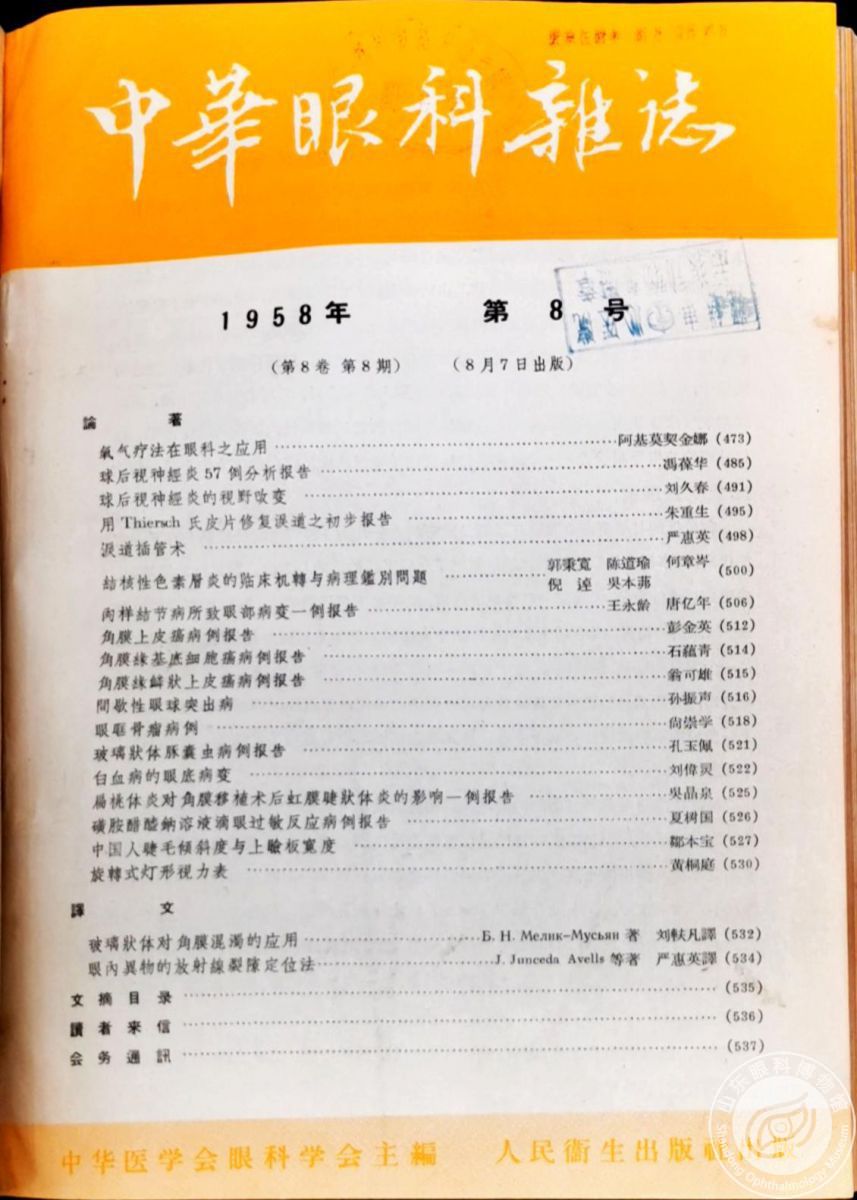 中華眼科雜誌
1958年 第8号
(第8卷 第8期) (8月7日出版)
論 著
氧气疗法在眼科之应用 阿基莫契金娜 (473)
球后視神經炎57例分析报告 馮葆华 (485)
球后視神經炎的視野改变 刘久春 (491)
用 Thiersch 氏皮片修复淚道之初步报告 朱重生 (495)
淚道插管术 严惠英 (498)
結核性色素層炎的临床机轉与病理鑑別問題 郭秉寬 陈道瑜 何章岑
倪逴 吳本 (500)
肉样結节病所致眼部病变一例报告 王永龄 唐亿年 (506)
角膜上皮癌病例报告 彭金英 (512)
角膜緣基底細胞癌病例报告 石蘊青 (514)
角膜緣鱗狀上皮癌病例报告 翁可雄 (515)
間歇性眼球突出病 孙振声 (516)
眼眶骨瘤病例 尙崇学 (518)
玻璃狀体豚囊虫病例报告 孔玉佩 (521)
白血病的眼底病变 刘偉灵 (522)
扁桃体炎对角膜移植术后虹膜睫狀体炎的影响一例报告 吳品泉 (525)
磺胺醋醯鈉溶液滴眼过敏反应病例报告 夏树国 (526)
中国人睫毛傾斜度与上瞼板寬度 鄒本宝 (527)
旋轉式灯形視力表 黄桐庭 (530)
譯 文
玻璃狀体对角膜混濁的应用 Б. Н. Мелик-Мусьян 著 刘軼凡譯 (532)
眼內異物的放射線裂隙定位法 J. Junceda Avells 等著 严惠英譯 (534)
文摘目录 (535)
讀者来信 (536)
会务通訊 (537)
中华医学会眼科学会主編 人民衞生出版社出版
山东眼科博物馆
Shandong Ophthalmology Museum